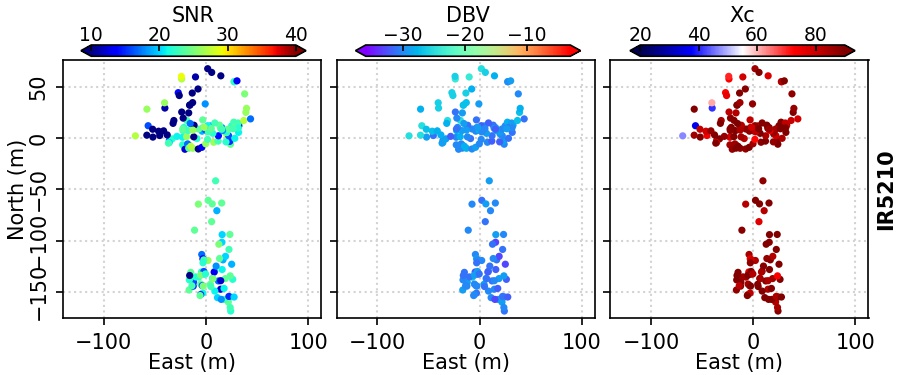 SNR DBV Xc
10 20 30 40 −30 −20 −10 20 40 60 80
50
0
−50
−100
−150
North (m)
−100 0 100 −100 0 100 −100 0 100
East (m) East (m) East (m)
IR5210